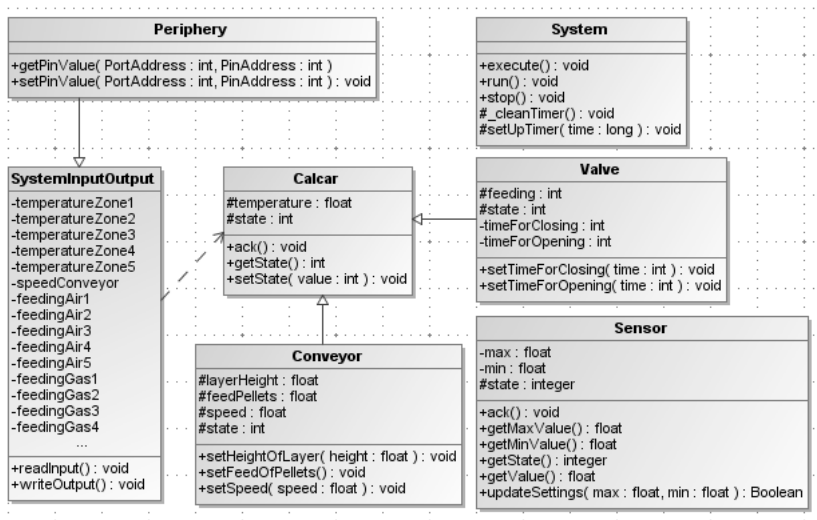 Periphery
+getPinValue( PortAddress : int, PinAddress : int )
+setPinValue( PortAddress : int, PinAddress : int ) : void
System
+execute() : void
+run() : void
+stop() : void
#_cleanTimer() : void
#setUpTimer( time : long ) : void
SystemInputOutput
-temperatureZone1
-temperatureZone2
-temperatureZone3
-temperatureZone4
-temperatureZone5
-speedConveyor
-feedingAir1
-feedingAir2
-feedingAir3
-feedingAir4
-feedingAir5
-feedingGas1
-feedingGas2
-feedingGas3
-feedingGas4
...
+readInput() : void
+writeOutput() : void
Calcar
#temperature : float
#state : int
+ack() : void
+getState() : int
+setState( value : int ) : void
Valve
#feeding : int
#state : int
-timeForClosing : int
-timeForOpening : int
+setTimeForClosing( time : int ) : void
+setTimeForOpening( time : int ) : void
Conveyor
#layerHeight : float
#feedPellets : float
#speed : float
#state : int
+setHeightOfLayer( height : float ) : void
+setFeedOfPellets() : void
+setSpeed( speed : float ) : void
Sensor
-max : float
-min : float
#state : integer
+ack() : void
+getMaxValue() : float
+getMinValue() : float
+getState() : integer
+getValue() : float
+updateSettings( max : float, min : float ) : Boolean